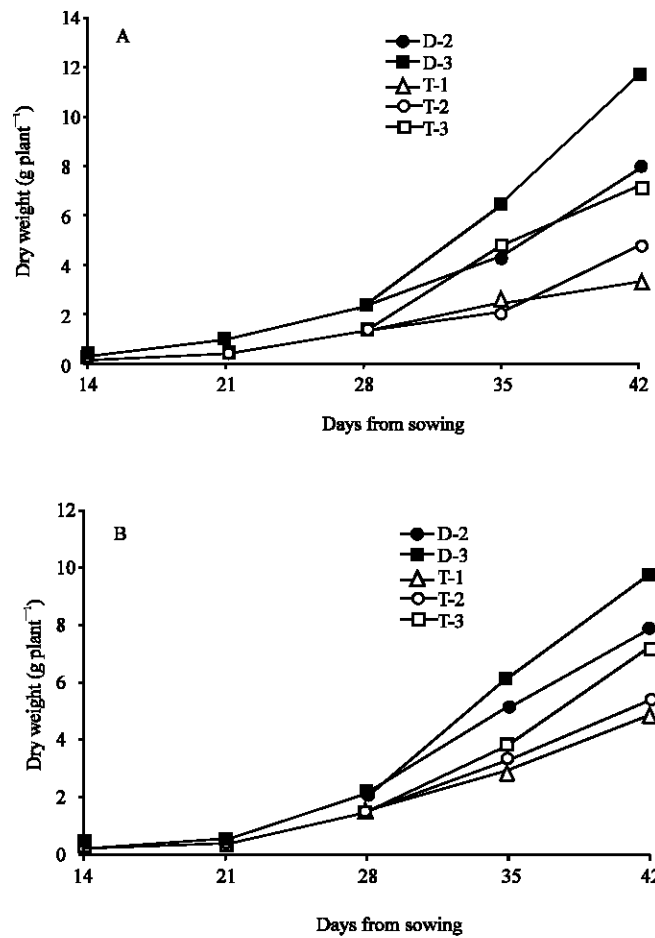 A
D-2
D-3
T-1
T-2
T-3
14
12
10
8
6
4
2
0
Dry weight (g plant⁻¹)
14 21 28 35 42
Days from sowing
B
D-2
D-3
T-1
T-2
T-3
12
10
8
6
4
2
0
Dry weight (g plant⁻¹)
14 21 28 35 42
Days from sowing